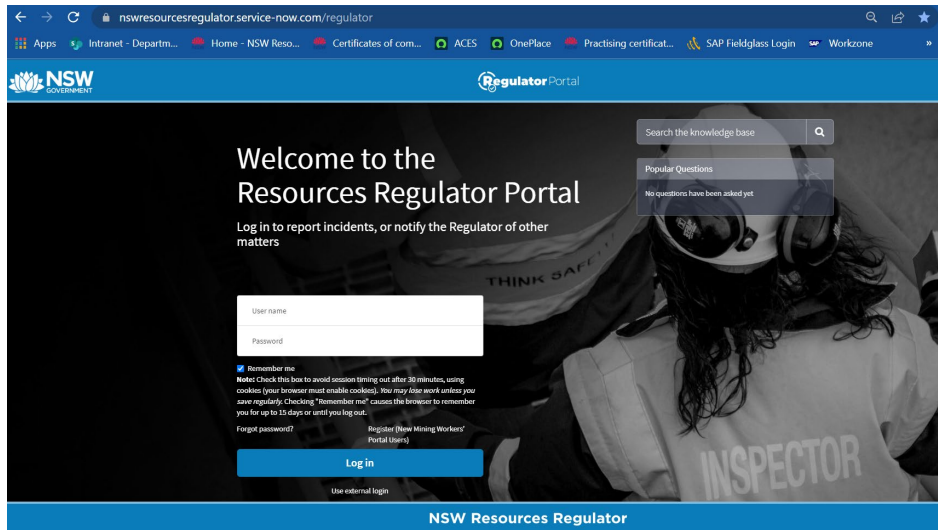 nswresourcesregulator.service-now.com/regulator
Apps Intranet - Departm... Home - NSW Reso... Certificates of com... ACES OnePlace Practising certificat... SAP Fieldglass Login SAP Workzone »
NSW
GOVERNMENT
Regulator Portal
Search the knowledge base
Popular Questions
No questions have been asked yet
Welcome to the
Resources Regulator Portal
Log in to report incidents, or notify the Regulator of other
matters
THINK SAFE
User name
Password
Remember me
Note: Check this box to avoid session timing out after 30 minutes, using
cookies (your browser must enable cookies). You may lose work unless you
save regularly. Checking "Remember me" causes the browser to remember
you for up to 15 days or until you log out.
Forgot password? Register (New Mining Workers'
Portal Users)
Log in
Use external login
INSPECTOR
NSW Resources Regulator